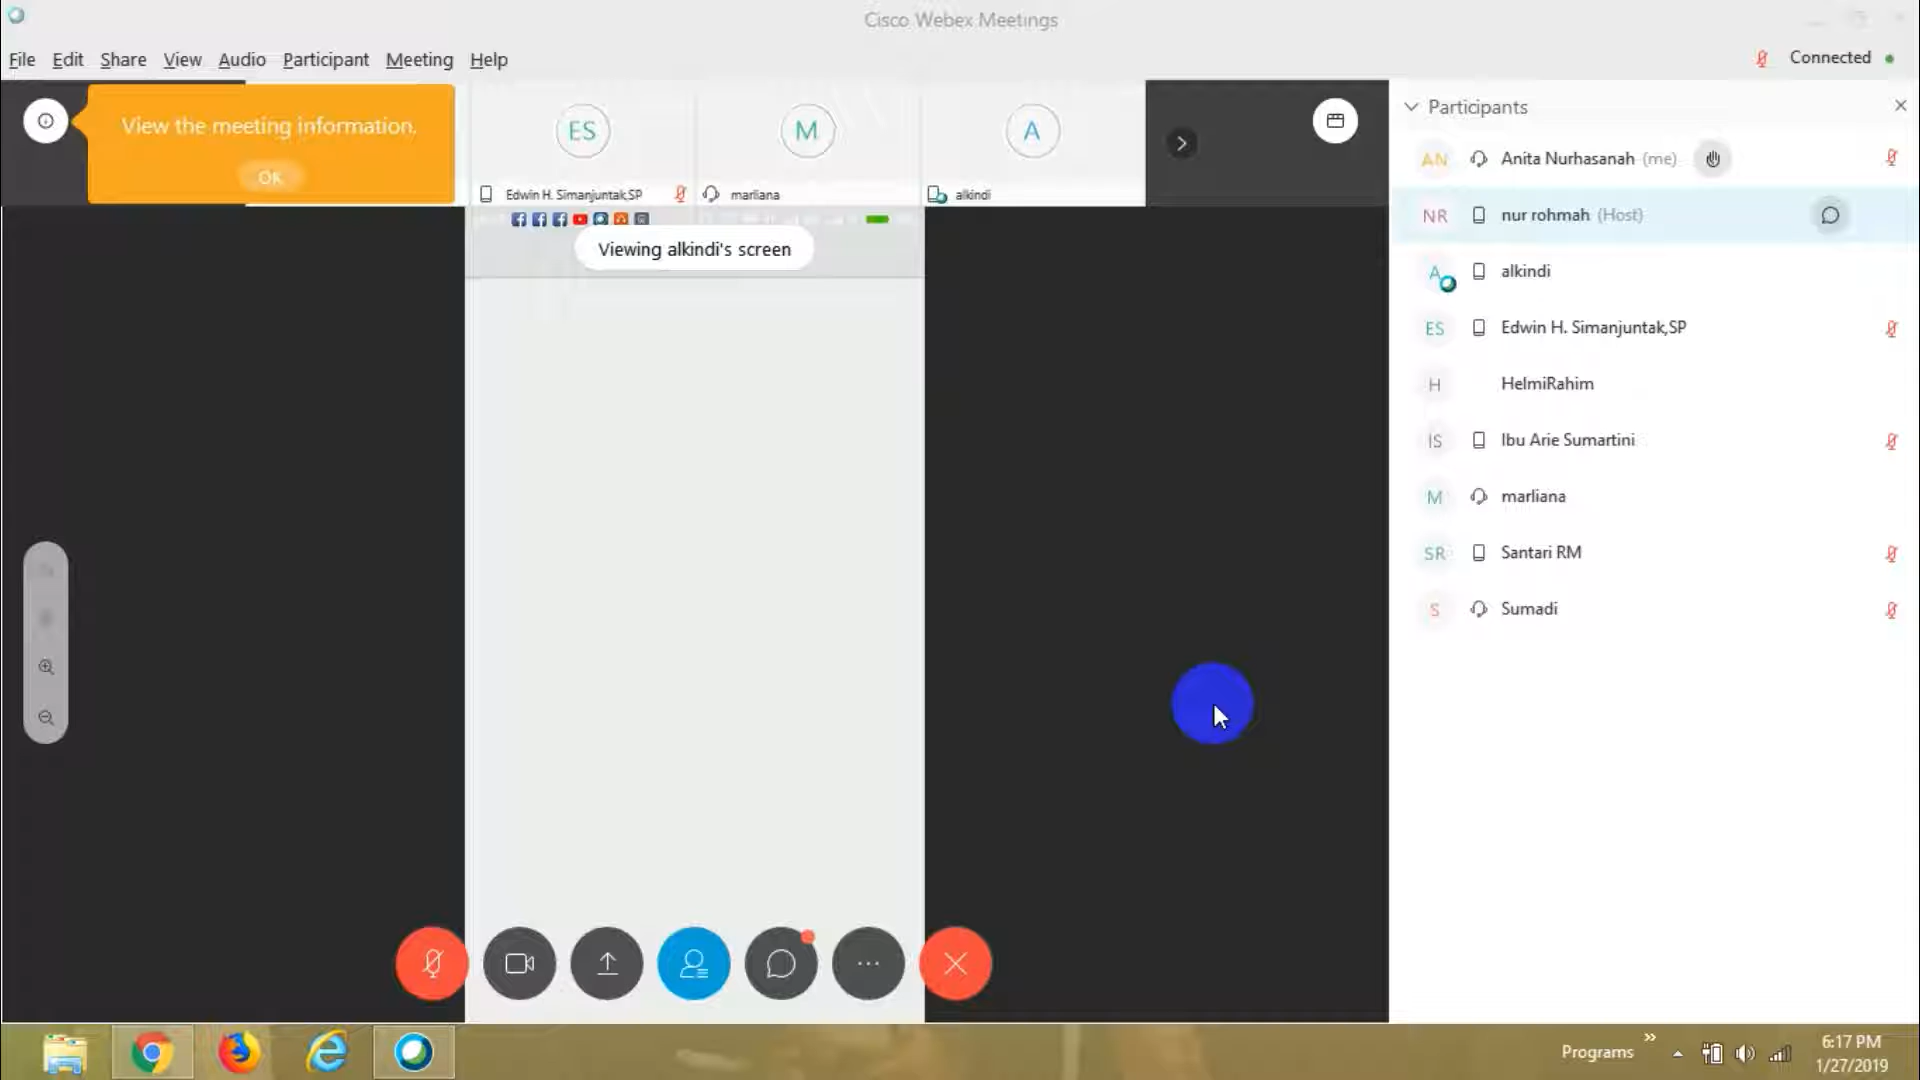 Cisco Webex Meetings
File Edit Share View Audio Participant Meeting Help
Connected
View the meeting information.
OK
ES
Edwin H. Simanjuntak,SP
M
marliana
A
alkindi
Viewing alkindi's screen
Participants
AN Anita Nurhasanah (me)
NR nur rohmah (Host)
A alkindi
ES Edwin H. Simanjuntak,SP
H HelmiRahim
IS Ibu Arie Sumartini
M marliana
SR Santari RM
S Sumadi
Programs
6:17 PM
1/27/2019